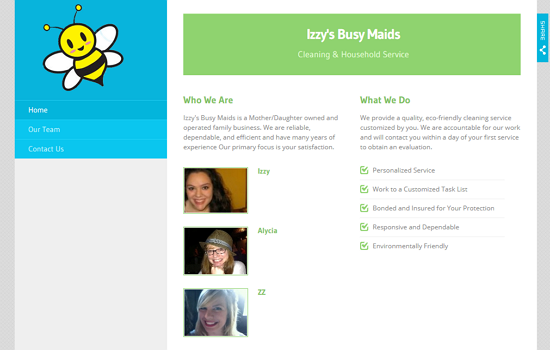 Izzy's Busy Maids
Cleaning & Household Service
SHARE
Home
Our Team
Contact Us
Who We Are
Izzy's Busy Maids is a Mother/Daughter owned and
operated family business. We are reliable,
dependable, and efficient and have many years of
experience Our primary focus is your satisfaction.
Izzy
Alycia
ZZ
What We Do
We provide a quality, eco-friendly cleaning service
customized by you. We are accountable for our work
and will contact you within a day of your first service
to obtain an evaluation.
Personalized Service
Work to a Customized Task List
Bonded and Insured for Your Protection
Responsive and Dependable
Environmentally Friendly